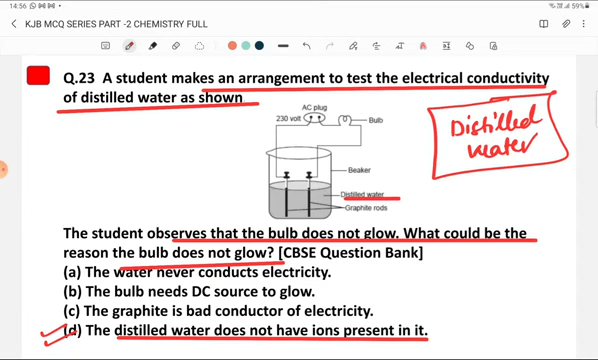 14:56
59%
KJB MCQ SERIES PART -2 CHEMISTRY FULL
Q.23 A student makes an arrangement to test the electrical conductivity
of distilled water as shown
AC plug
230 volt
Bulb
Beaker
Distilled water
Graphite rods
Distilled
water
The student observes that the bulb does not glow. What could be the
reason the bulb does not glow? [CBSE Question Bank]
(a) The water never conducts electricity.
(b) The bulb needs DC source to glow.
(c) The graphite is bad conductor of electricity.
(d) The distilled water does not have ions present in it.